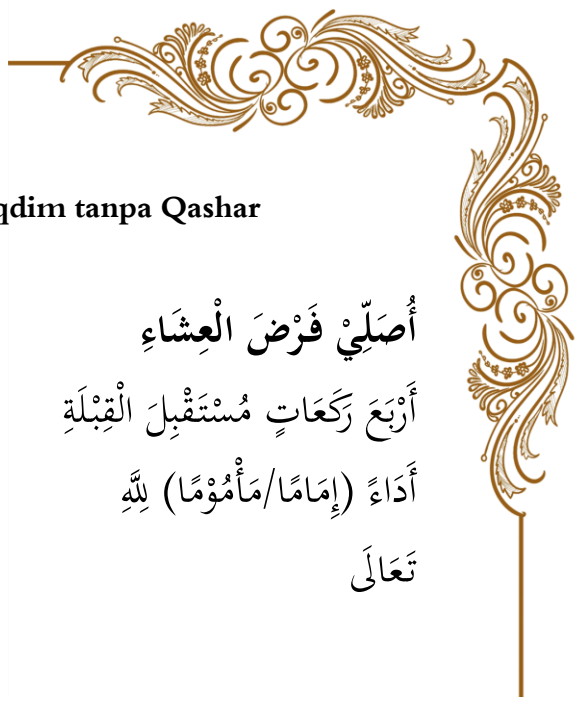 qdim tanpa Qashar
أُصَلِّيْ فَرْضَ الْعِشَاءِ
أَرْبَعَ رَكَعَاتٍ مُسْتَقْبِلَ الْقِبْلَةِ
أَدَاءً (إِمَامًا/مَأْمُوْمًا) لِلَّهِ
تَعَالَى